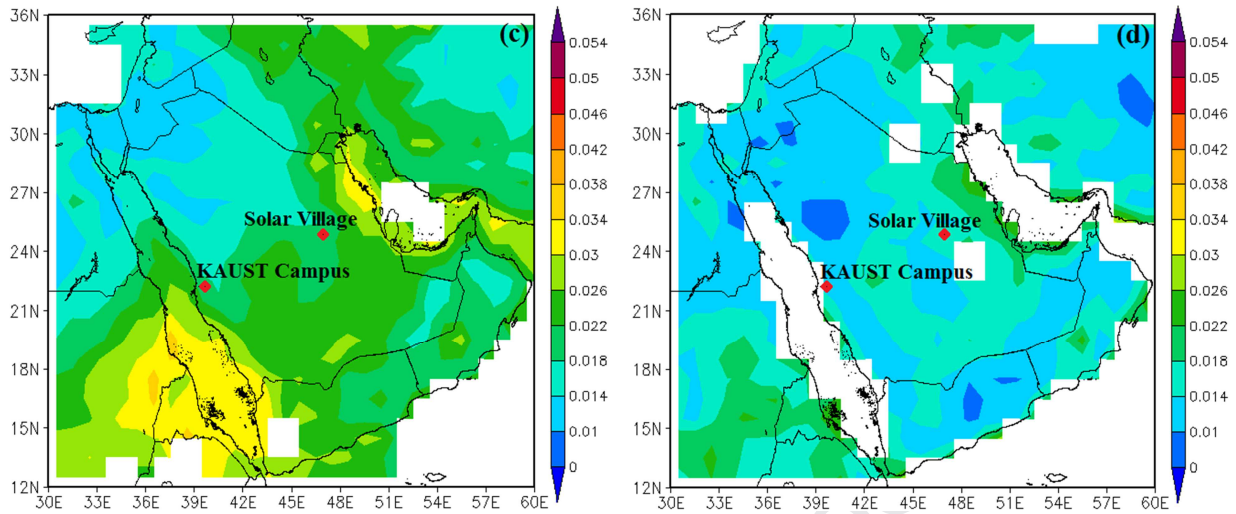 36N
33N
30N
27N
24N
21N
18N
15N
12N
30E 33E 36E 39E 42E 45E 48E 51E 54E 57E 60E
(c)
Solar Village
KAUST Campus
0.054
0.05
0.046
0.042
0.038
0.034
0.03
0.026
0.022
0.018
0.014
0.01
0
36N
33N
30N
27N
24N
21N
18N
15N
12N
30E 33E 36E 39E 42E 45E 48E 51E 54E 57E 60E
(d)
Solar Village
KAUST Campus
0.054
0.05
0.046
0.042
0.038
0.034
0.03
0.026
0.022
0.018
0.014
0.01
0